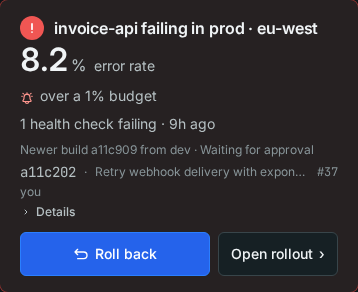 ! invoice-api failing in prod · eu-west
8.2 % error rate
over a 1% budget
1 health check failing · 9h ago
Newer build a11c909 from dev · Waiting for approval
a11c202 · Retry webhook delivery with expon... #37
you
› Details
Roll back
Open rollout ›